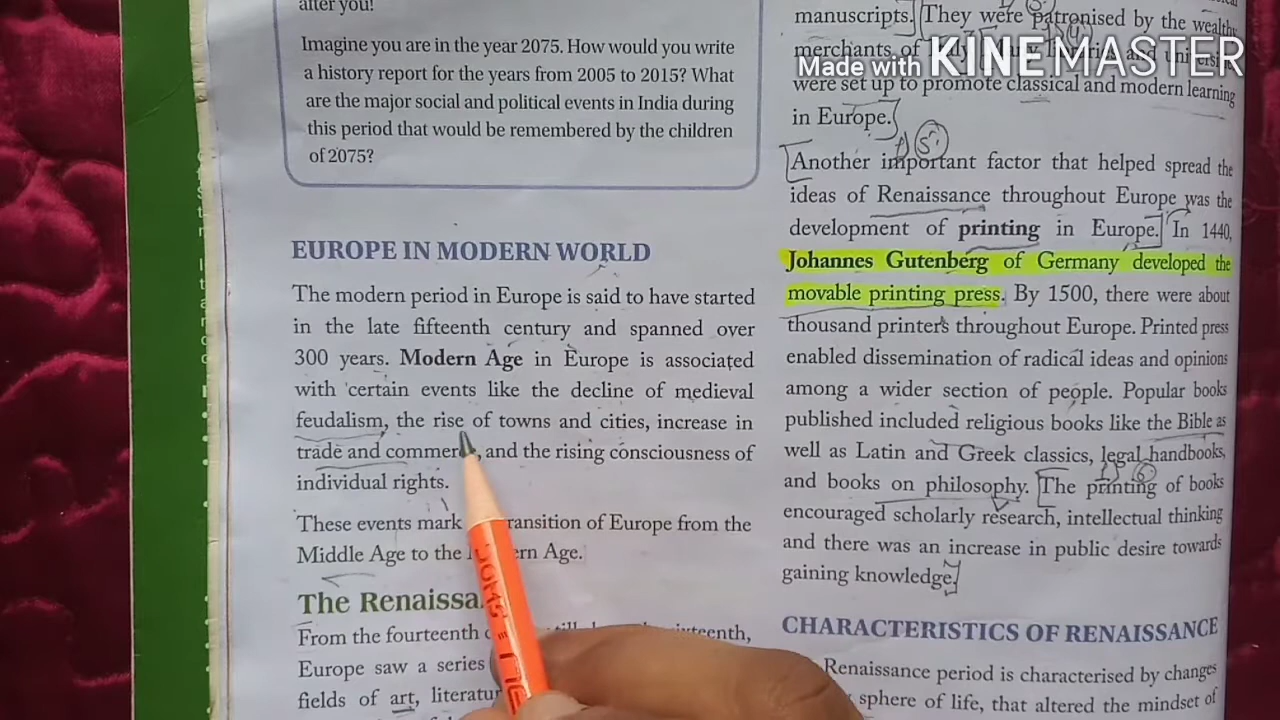 after you!
Imagine you are in the year 2075. How would you write
a history report for the years from 2005 to 2015? What
are the major social and political events in India during
this period that would be remembered by the children
of 2075?
EUROPE IN MODERN WORLD
The modern period in Europe is said to have started
in the late fifteenth century and spanned over
300 years. Modern Age in Europe is associated
with certain events like the decline of medieval
feudalism, the rise of towns and cities, increase in
trade and commerce, and the rising consciousness of
individual rights.
These events mark transition of Europe from the
Middle Age to the Modern Age.
The Renaissa
From the fourteenth till sixteenth,
Europe saw a series
fields of art, literatu
manuscripts. They were patronised by the wealthy
merchants of
were set up to promote classical and modern learning
in Europe.
Another important factor that helped spread the
ideas of Renaissance throughout Europe was the
development of printing in Europe. In 1440,
Johannes Gutenberg of Germany developed the
movable printing press. By 1500, there were about
thousand printers throughout Europe. Printed press
enabled dissemination of radical ideas and opinions
among a wider section of people. Popular books
published included religious books like the Bible as
well as Latin and Greek classics, legal handbooks,
and books on philosophy. The printing of books
encouraged scholarly research, intellectual thinking
and there was an increase in public desire towards
gaining knowledge.
CHARACTERISTICS OF RENAISSANCE
Renaissance period is characterised by changes
sphere of life, that altered the mindset of
Made with KINEMASTER
DOMS